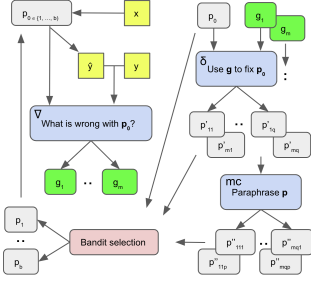 p0 = {1, ..., b}
x
ŷ
y
∇
What is wrong with p0?
g1
. .
gm
p1
. .
pb
Bandit selection
p0
g1
gm
δ
Use g to fix p0
:
p'11
p'm1
. .
p'1q
p'mq
mc
Paraphrase p
p''111
p''11p
. .
p''mq1
p''mqp